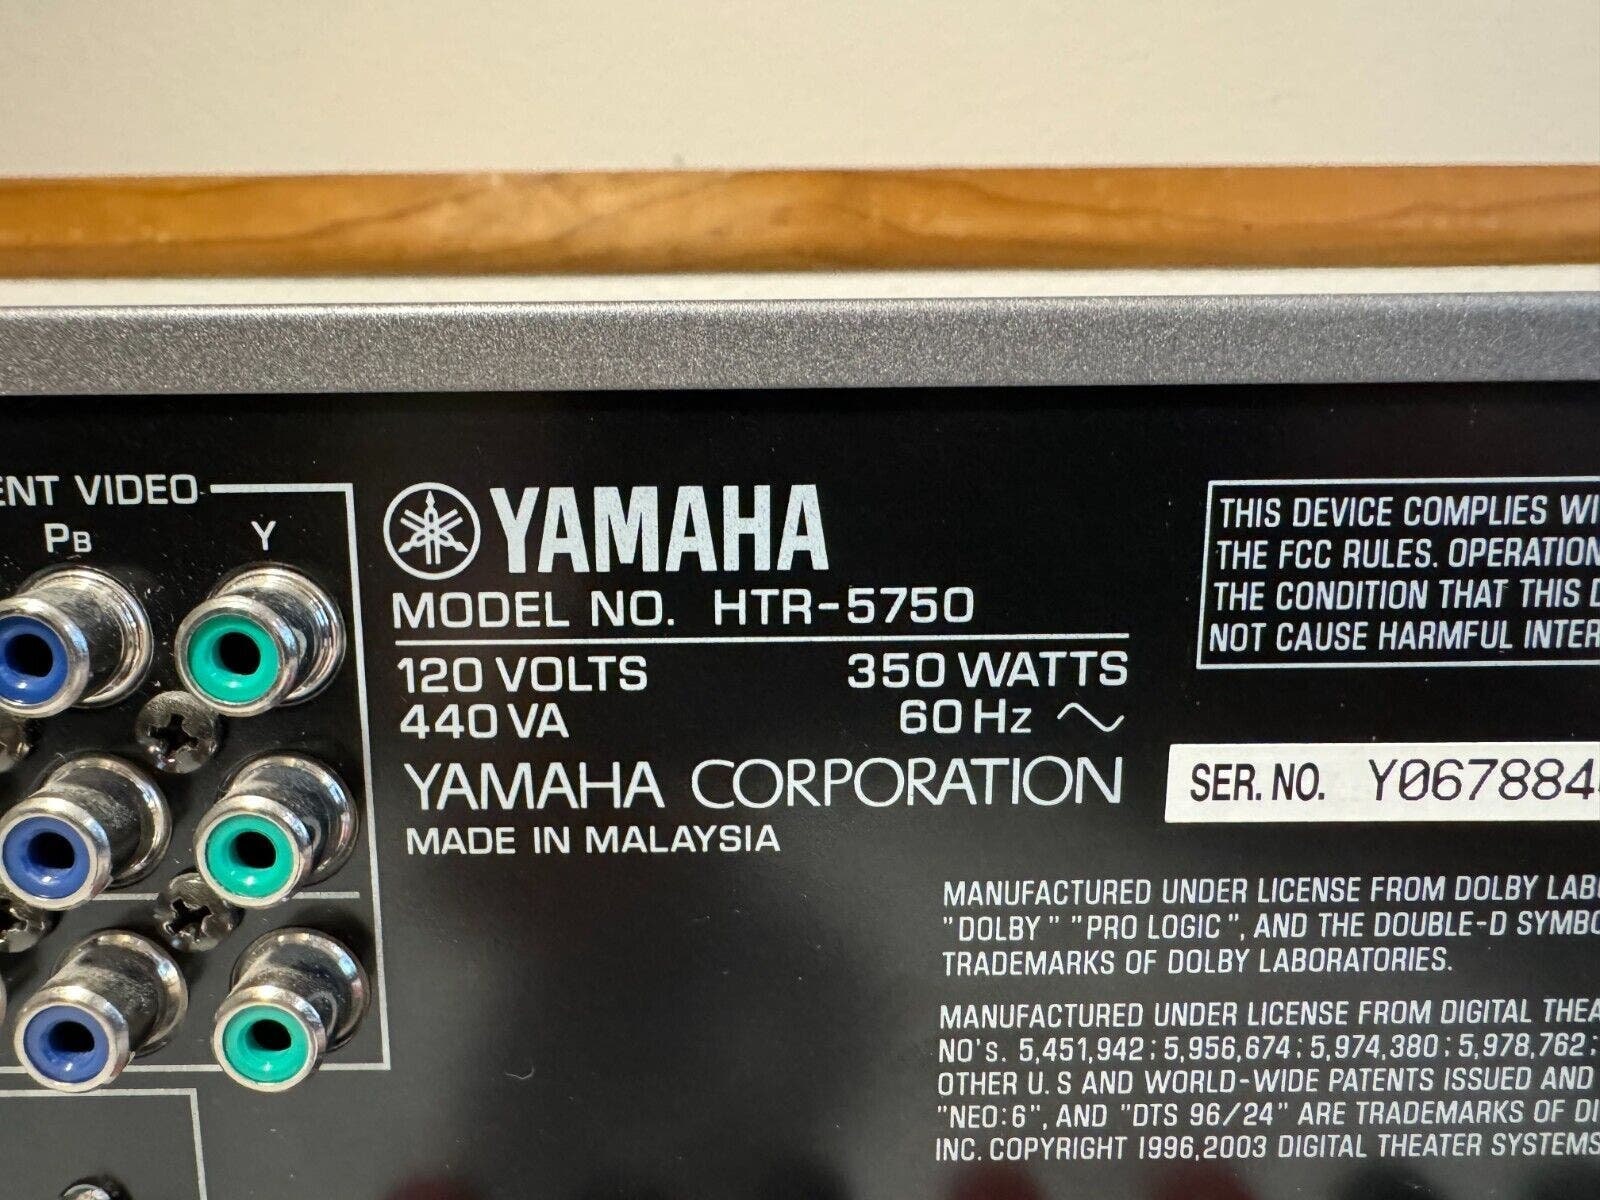 ENT VIDEO
PB Y
YAMAHA
MODEL NO. HTR-5750
120 VOLTS 350 WATTS
440 VA 60 Hz
YAMAHA CORPORATION
MADE IN MALAYSIA
THIS DEVICE COMPLIES WI
THE FCC RULES. OPERATION
THE CONDITION THAT THIS D
NOT CAUSE HARMFUL INTER
SER. NO. Y067884
MANUFACTURED UNDER LICENSE FROM DOLBY LAB
"DOLBY" "PRO LOGIC", AND THE DOUBLE-D SYMBO
TRADEMARKS OF DOLBY LABORATORIES.
MANUFACTURED UNDER LICENSE FROM DIGITAL THEA
NO's. 5,451,942; 5,956,674; 5,974,380; 5,978,762;
OTHER U. S AND WORLD-WIDE PATENTS ISSUED AND
"NEO:6", AND "DTS 96/24" ARE TRADEMARKS OF DI
INC. COPYRIGHT 1996,2003 DIGITAL THEATER SYSTEMS